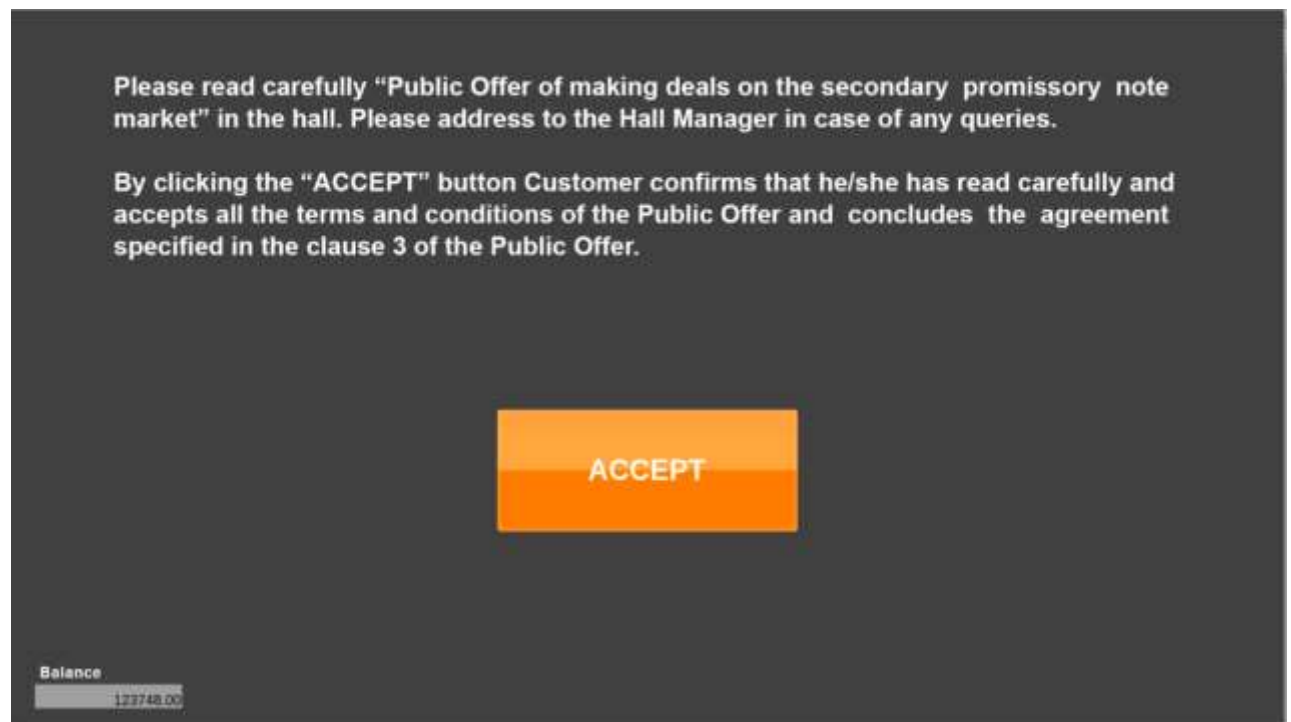 Please read carefully “Public Offer of making deals on the secondary promissory note
market” in the hall. Please address to the Hall Manager in case of any queries.
By clicking the “ACCEPT” button Customer confirms that he/she has read carefully and
accepts all the terms and conditions of the Public Offer and concludes the agreement
specified in the clause 3 of the Public Offer.
ACCEPT
Balance
123748.00